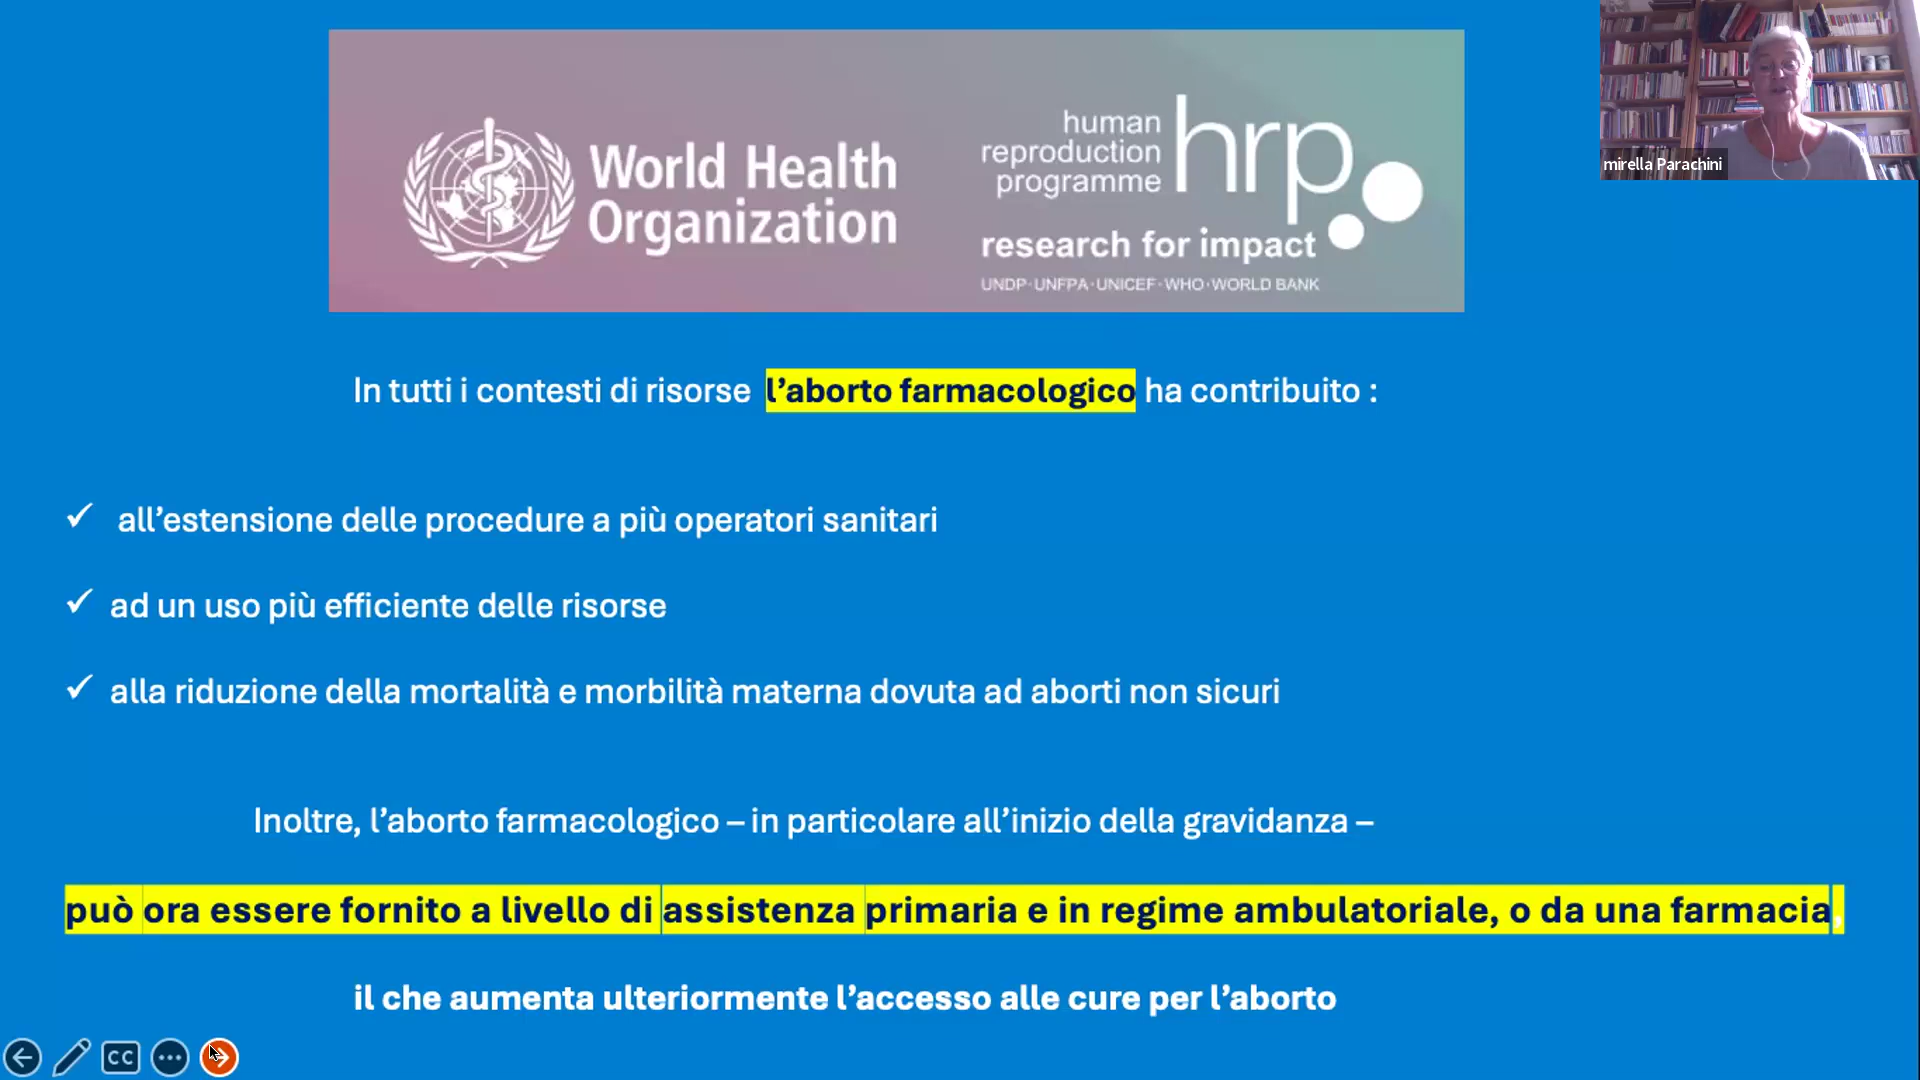 World Health
Organization
human
reproduction
programme
hrp
research for impact
UNDP·UNFPA·UNICEF·WHO·WORLD BANK
mirella Parachini
In tutti i contesti di risorse l’aborto farmacologico ha contribuito :
✓ all’estensione delle procedure a più operatori sanitari
✓ ad un uso più efficiente delle risorse
✓ alla riduzione della mortalità e morbilità materna dovuta ad aborti non sicuri
Inoltre, l’aborto farmacologico – in particolare all’inizio della gravidanza –
può ora essere fornito a livello di assistenza primaria e in regime ambulatoriale, o da una farmacia,
il che aumenta ulteriormente l’accesso alle cure per l’aborto
CC